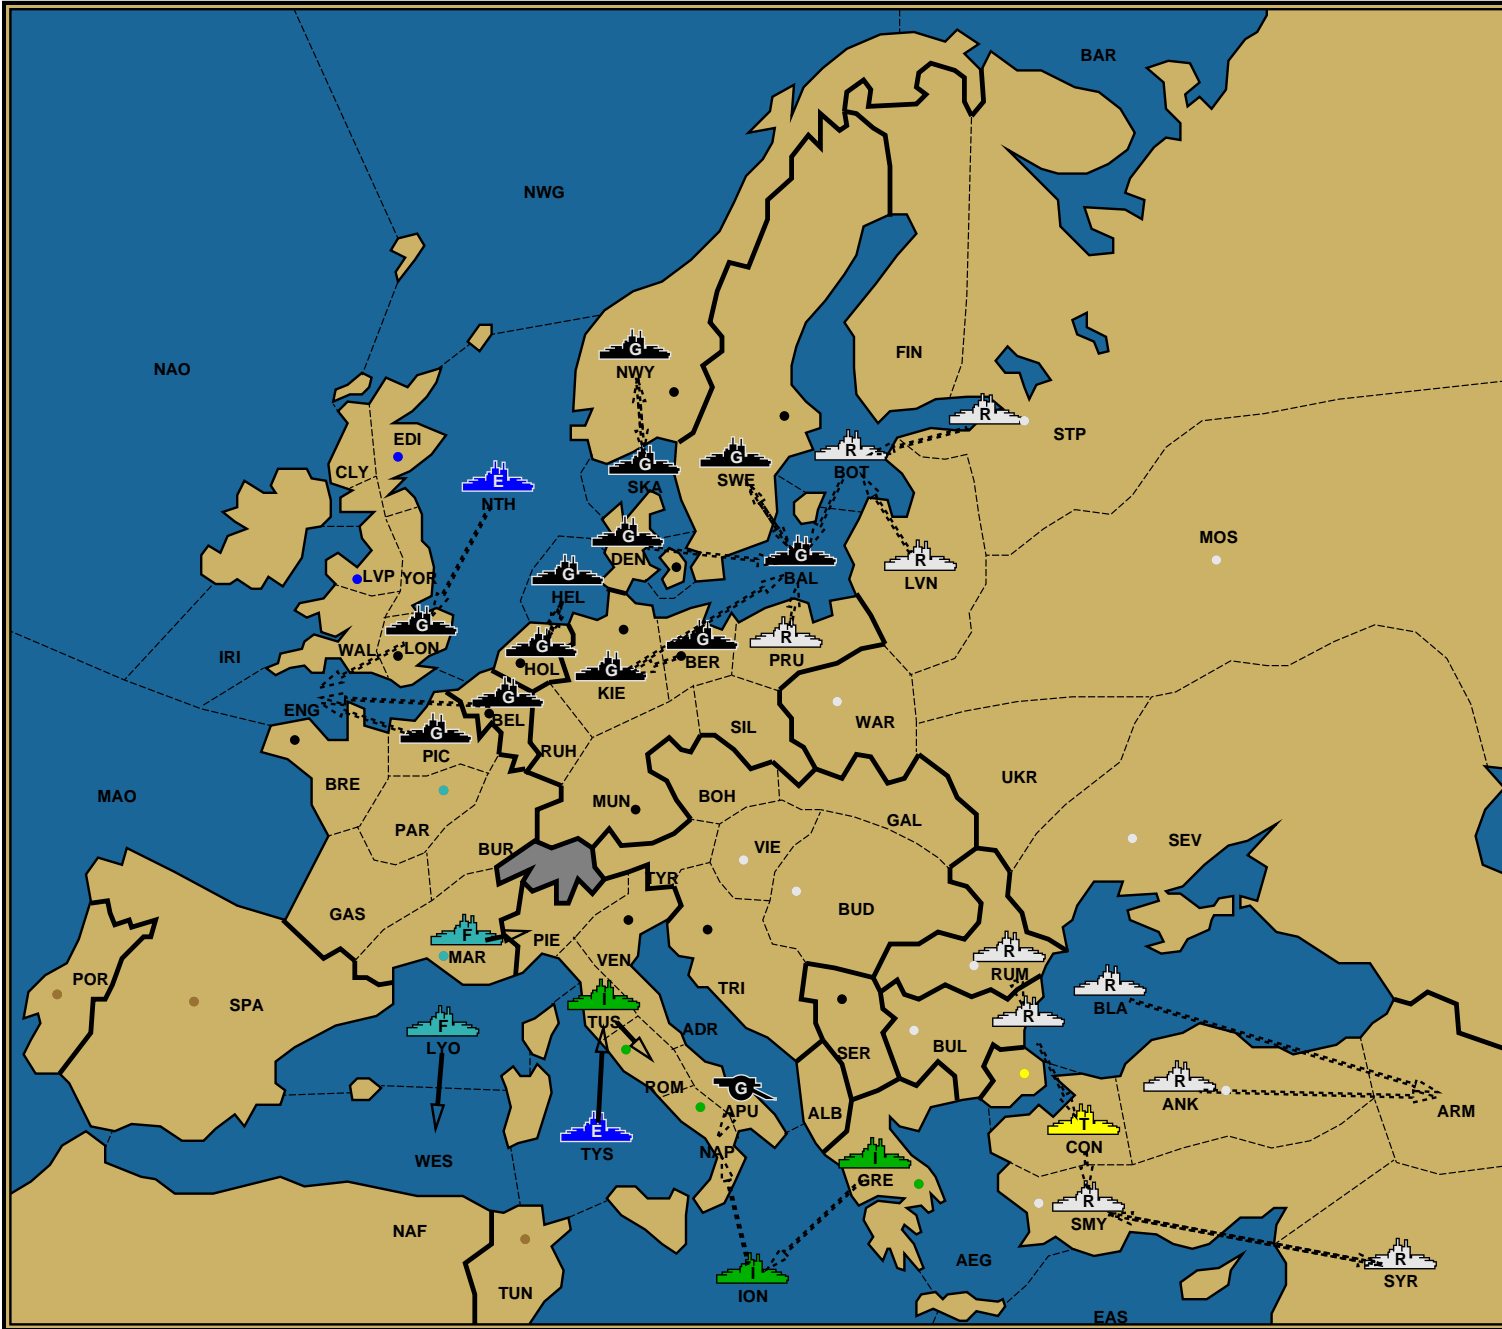 BAR
NWG
G
NWY
FIN
NAO
R
STP
EDI
CLY
E
NTH
G
SKA
G
SWE
R
BOT
MOS
G
DEN
G
BAL
R
LVN
G
HEL
LVP
YOR
G
LON
WAL
IRI
G
HOL
G
BER
R
PRU
G
KIE
ENG
G
BEL
G
PIC
WAR
SIL
RUH
BRE
UKR
MAO
MUN
BOH
PAR
GAL
VIE
SEV
BUR
TYR
GAS
BUD
F
MAR
PIE
VEN
R
RUM
POR
SPA
TRI
R
BLA
I
TUS
F
LYO
ADR
R
BUL
SER
ROM
G
APU
R
ANK
ARM
ALB
T
CON
E
TYS
NAP
WES
I
GRE
R
SMY
NAF
AEG
R
SYR
I
ION
TUN
EAS